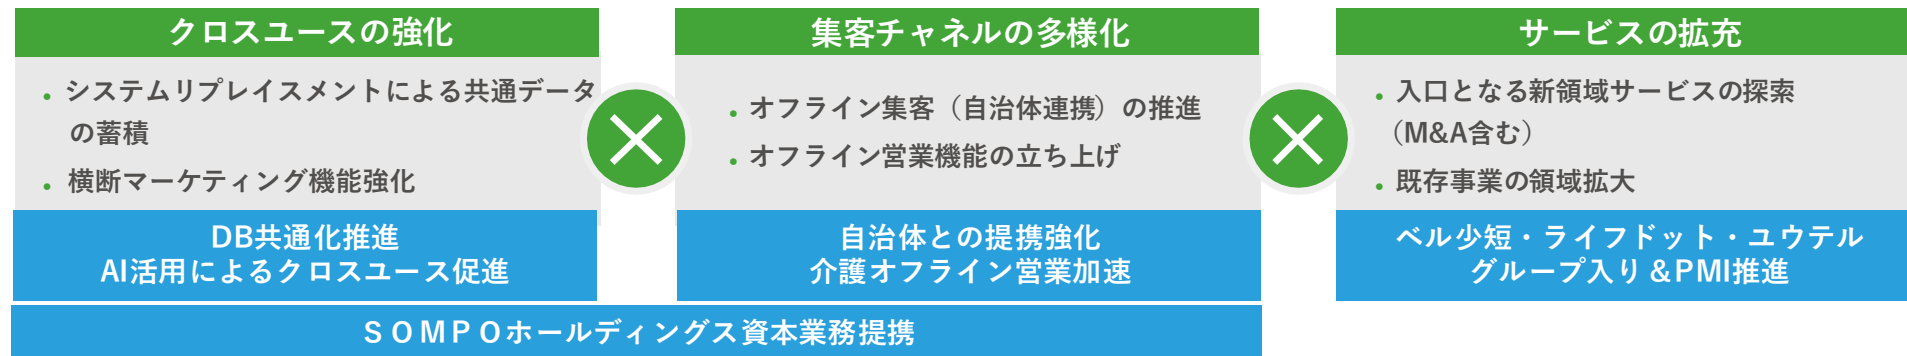 クロスユースの強化
・システムリプレイスメントによる共通データ
の蓄積
・横断マーケティング機能強化
DB共通化推進
AI活用によるクロスユース促進
集客チャネルの多様化
・オフライン集客（自治体連携）の推進
・オフライン営業機能の立ち上げ
自治体との提携強化
介護オフライン営業加速
サービスの拡充
・入口となる新領域サービスの探索
（M&A含む）
・既存事業の領域拡大
ベル少短・ライフドット・ユウテル
グループ入り＆PMI推進
ＳＯＭＰＯホールディングス資本業務提携